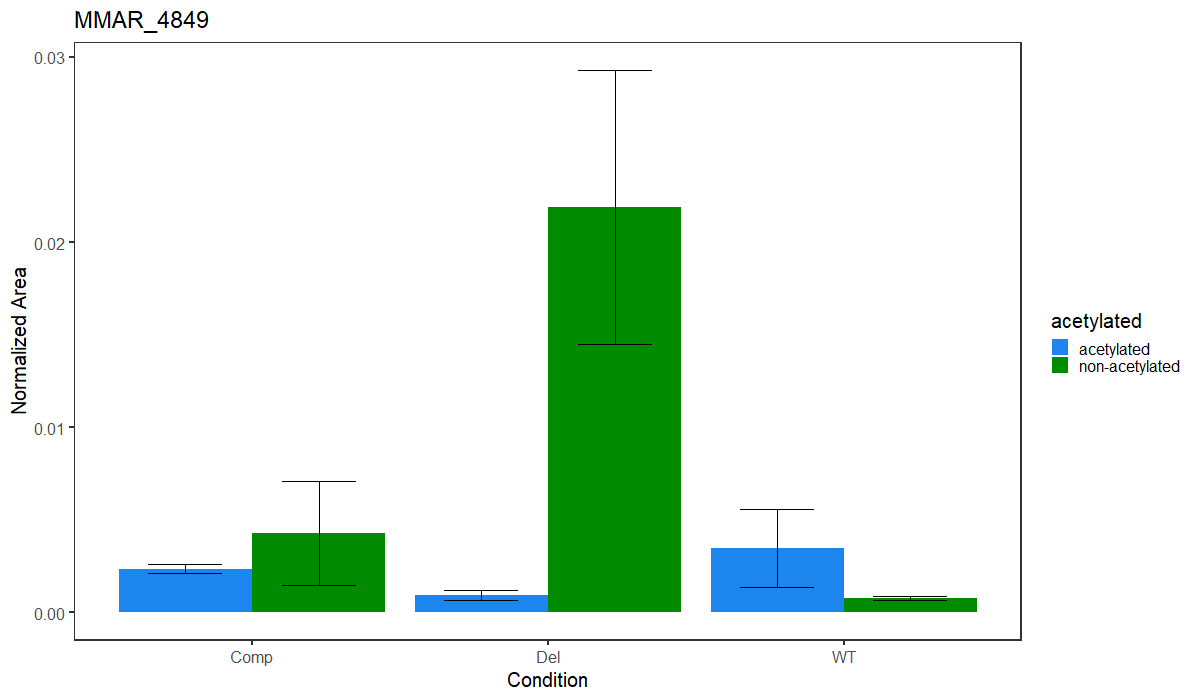 MMAR_4849
0.03
0.02
0.01
0.00
Normalized Area
Comp Del WT
Condition
acetylated
acetylated
non-acetylated